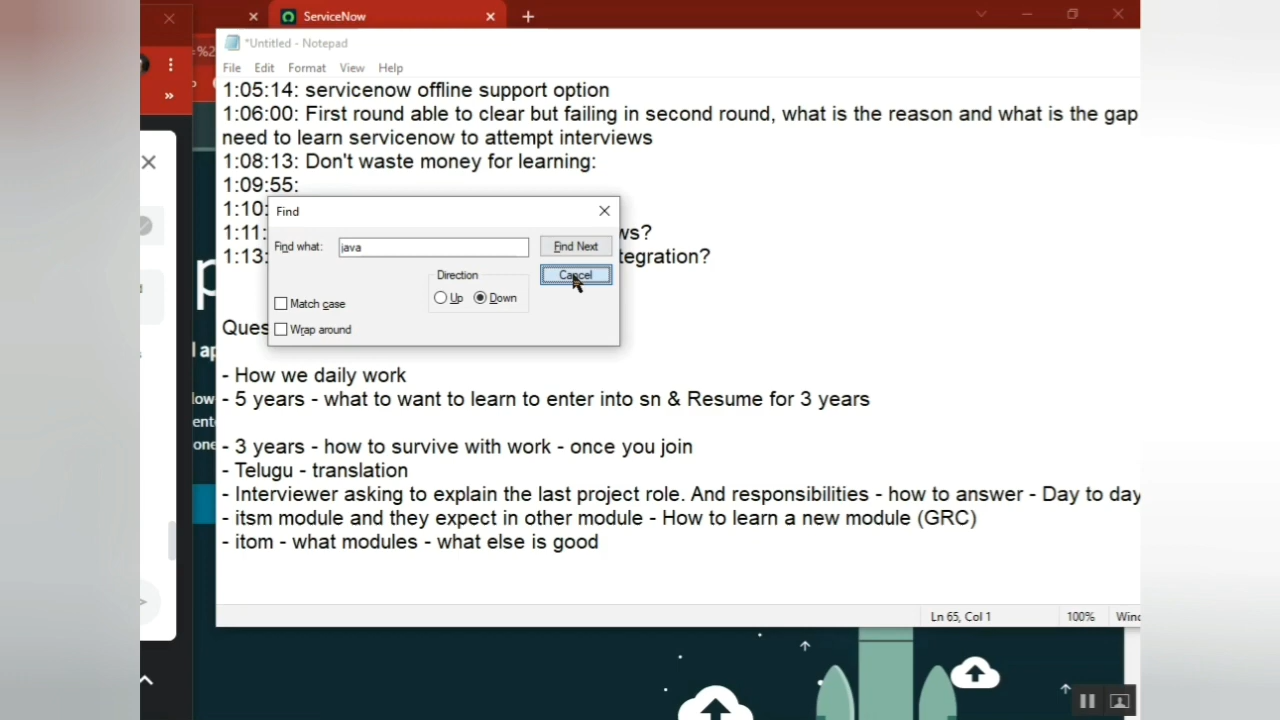 ServiceNow
*Untitled - Notepad
File Edit Format View Help
1:05:14: servicenow offline support option
1:06:00: First round able to clear but failing in second round, what is the reason and what is the gap
need to learn servicenow to attempt interviews
1:08:13: Don't waste money for learning:
1:09:55:
1:10:
1:11: ws?
1:13: tegration?
Find
Find what: java Find Next
Direction Cancel
Up Down
Match case
Wrap around
Ques
- How we daily work
- 5 years - what to want to learn to enter into sn & Resume for 3 years
- 3 years - how to survive with work - once you join
- Telugu - translation
- Interviewer asking to explain the last project role. And responsibilities - how to answer - Day to day
- itsm module and they expect in other module - How to learn a new module (GRC)
- itom - what modules - what else is good
Ln 65, Col 1 100% Winc